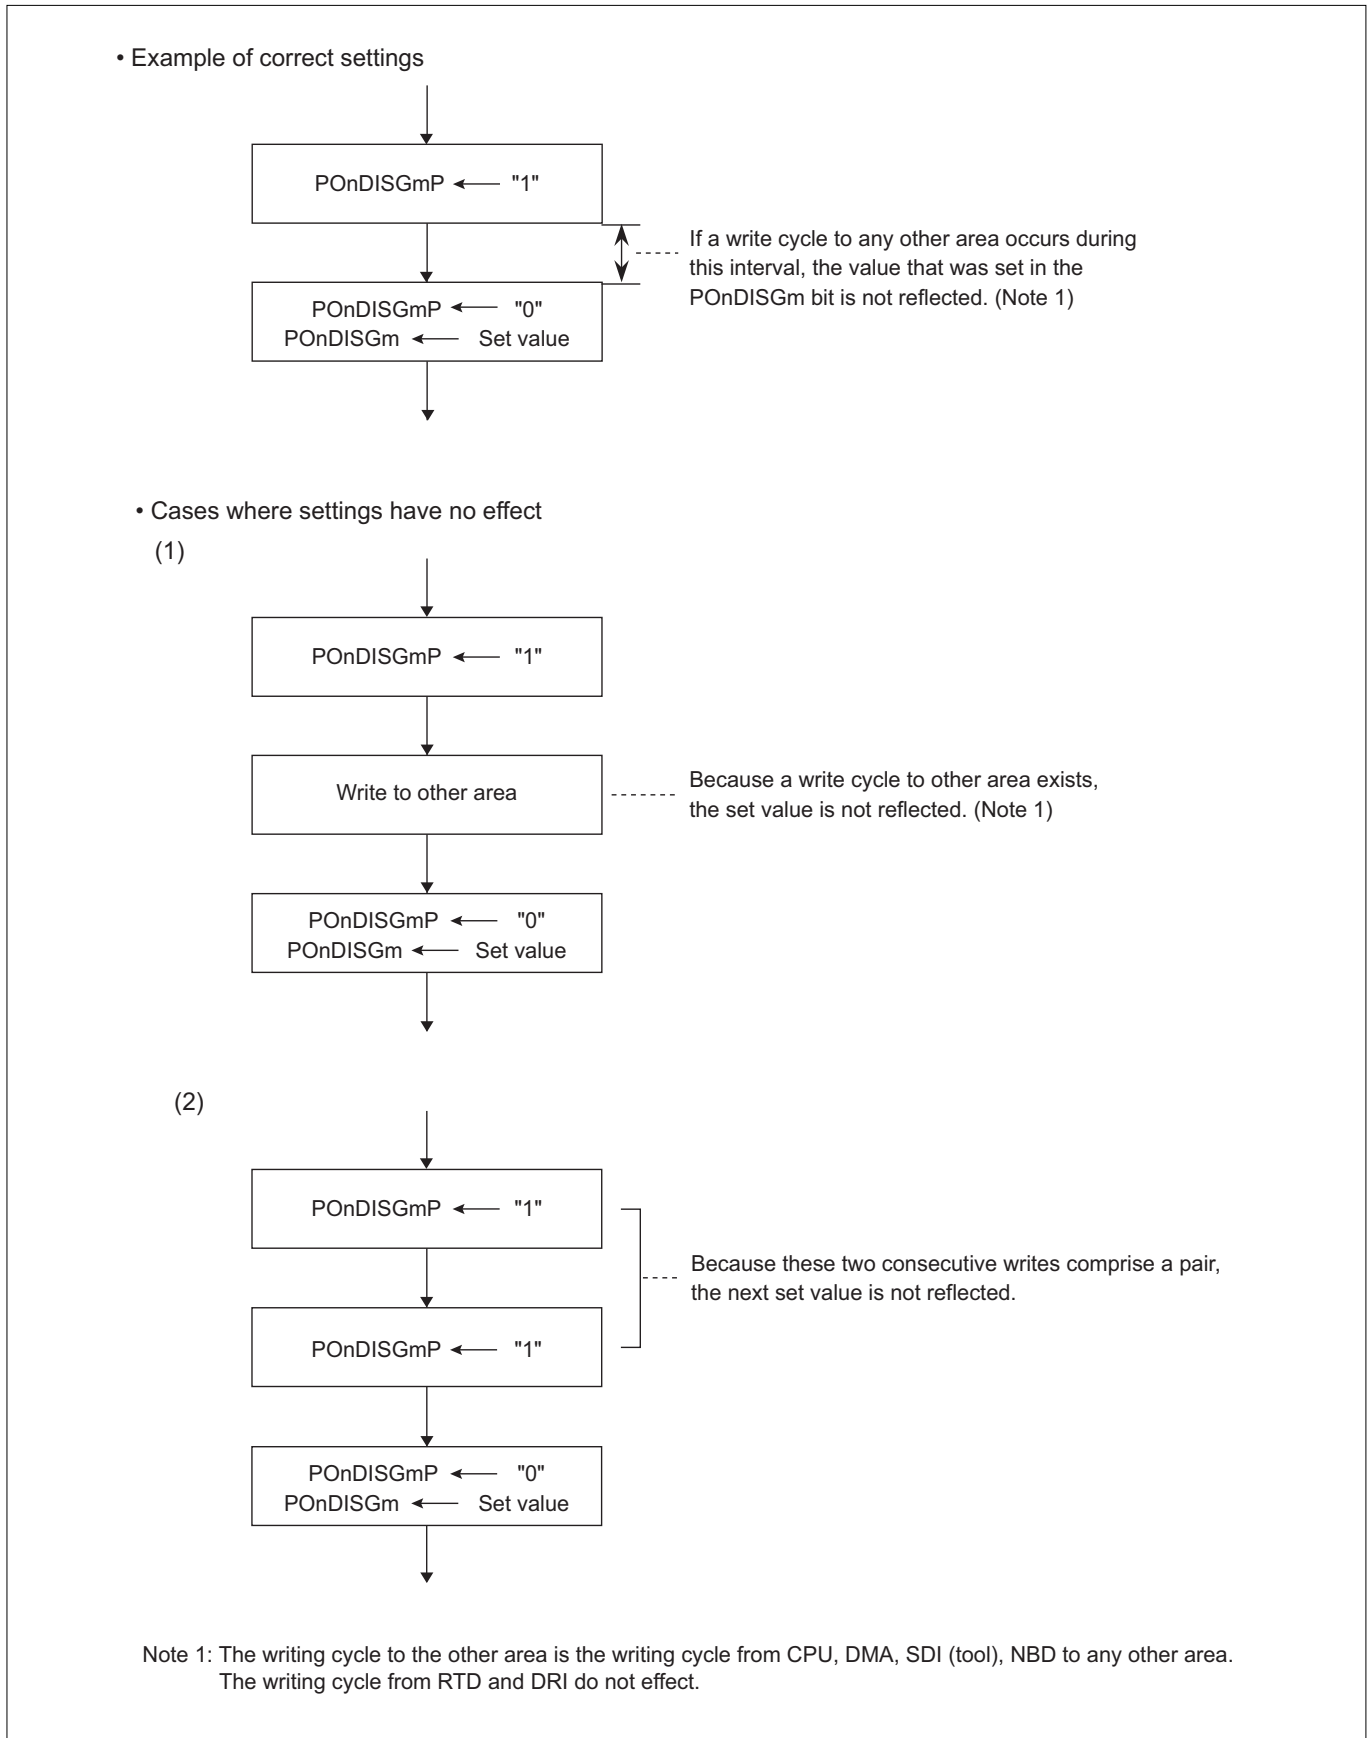 • Example of correct settings
POnDISGmP ← "1"
If a write cycle to any other area occurs during
this interval, the value that was set in the
POnDISGm bit is not reflected. (Note 1)
POnDISGmP ← "0"
POnDISGm ← Set value
• Cases where settings have no effect
(1)
POnDISGmP ← "1"
Write to other area
Because a write cycle to other area exists,
the set value is not reflected. (Note 1)
POnDISGmP ← "0"
POnDISGm ← Set value
(2)
POnDISGmP ← "1"
Because these two consecutive writes comprise a pair,
the next set value is not reflected.
POnDISGmP ← "1"
POnDISGmP ← "0"
POnDISGm ← Set value
Note 1: The writing cycle to the other area is the writing cycle from CPU, DMA, SDI (tool), NBD to any other area.
The writing cycle from RTD and DRI do not effect.